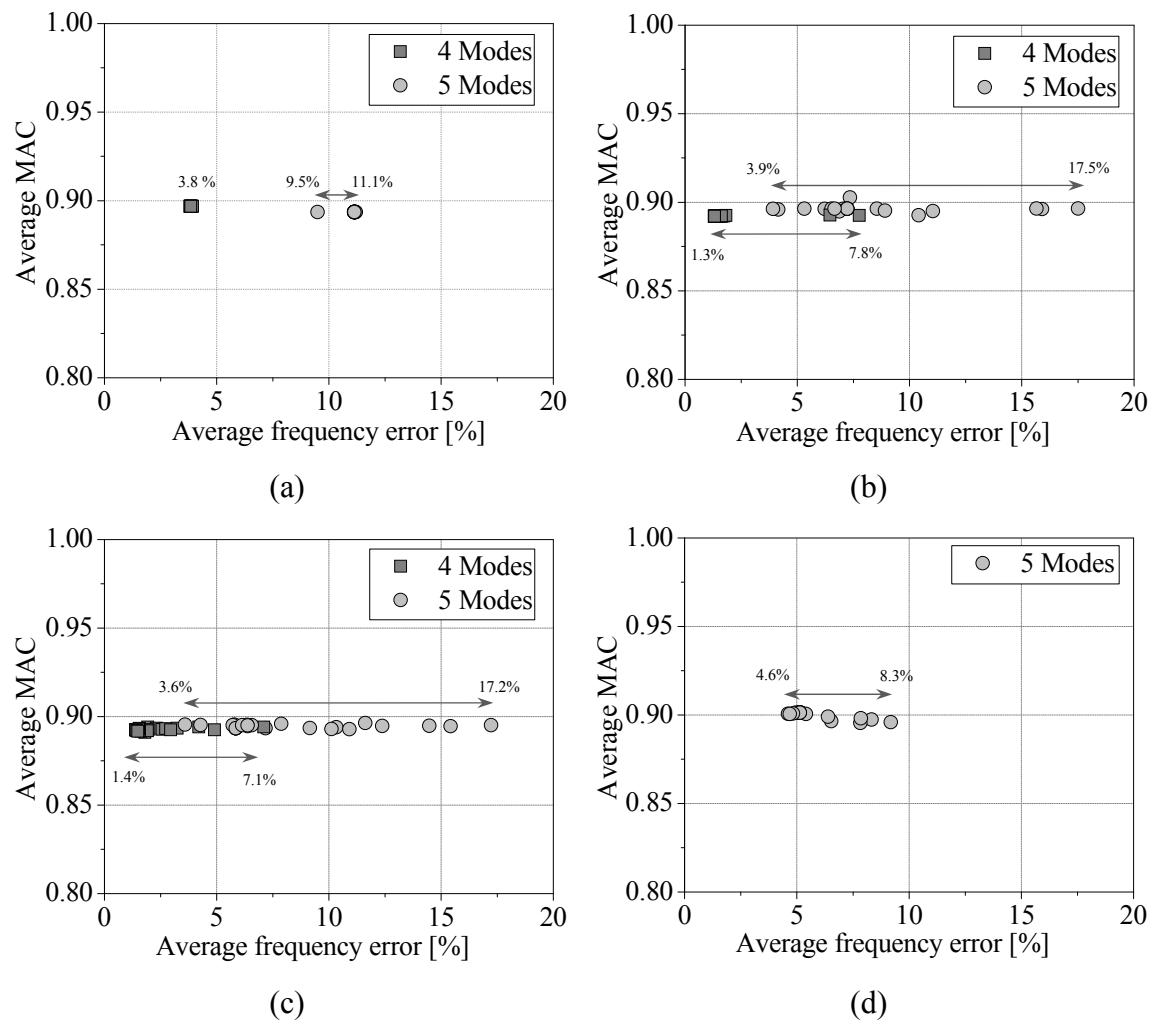 1.00
0.95
0.90
0.85
0.80
Average MAC
4 Modes
5 Modes
3.8 %
9.5%
11.1%
0
5
10
15
20
Average frequency error [%]
(a)
1.00
0.95
0.90
0.85
0.80
Average MAC
4 Modes
5 Modes
3.9%
17.5%
1.3%
7.8%
0
5
10
15
20
Average frequency error [%]
(b)
1.00
0.95
0.90
0.85
0.80
Average MAC
4 Modes
5 Modes
3.6%
17.2%
1.4%
7.1%
0
5
10
15
20
Average frequency error [%]
(c)
1.00
0.95
0.90
0.85
0.80
Average MAC
5 Modes
4.6%
8.3%
0
5
10
15
20
Average frequency error [%]
(d)